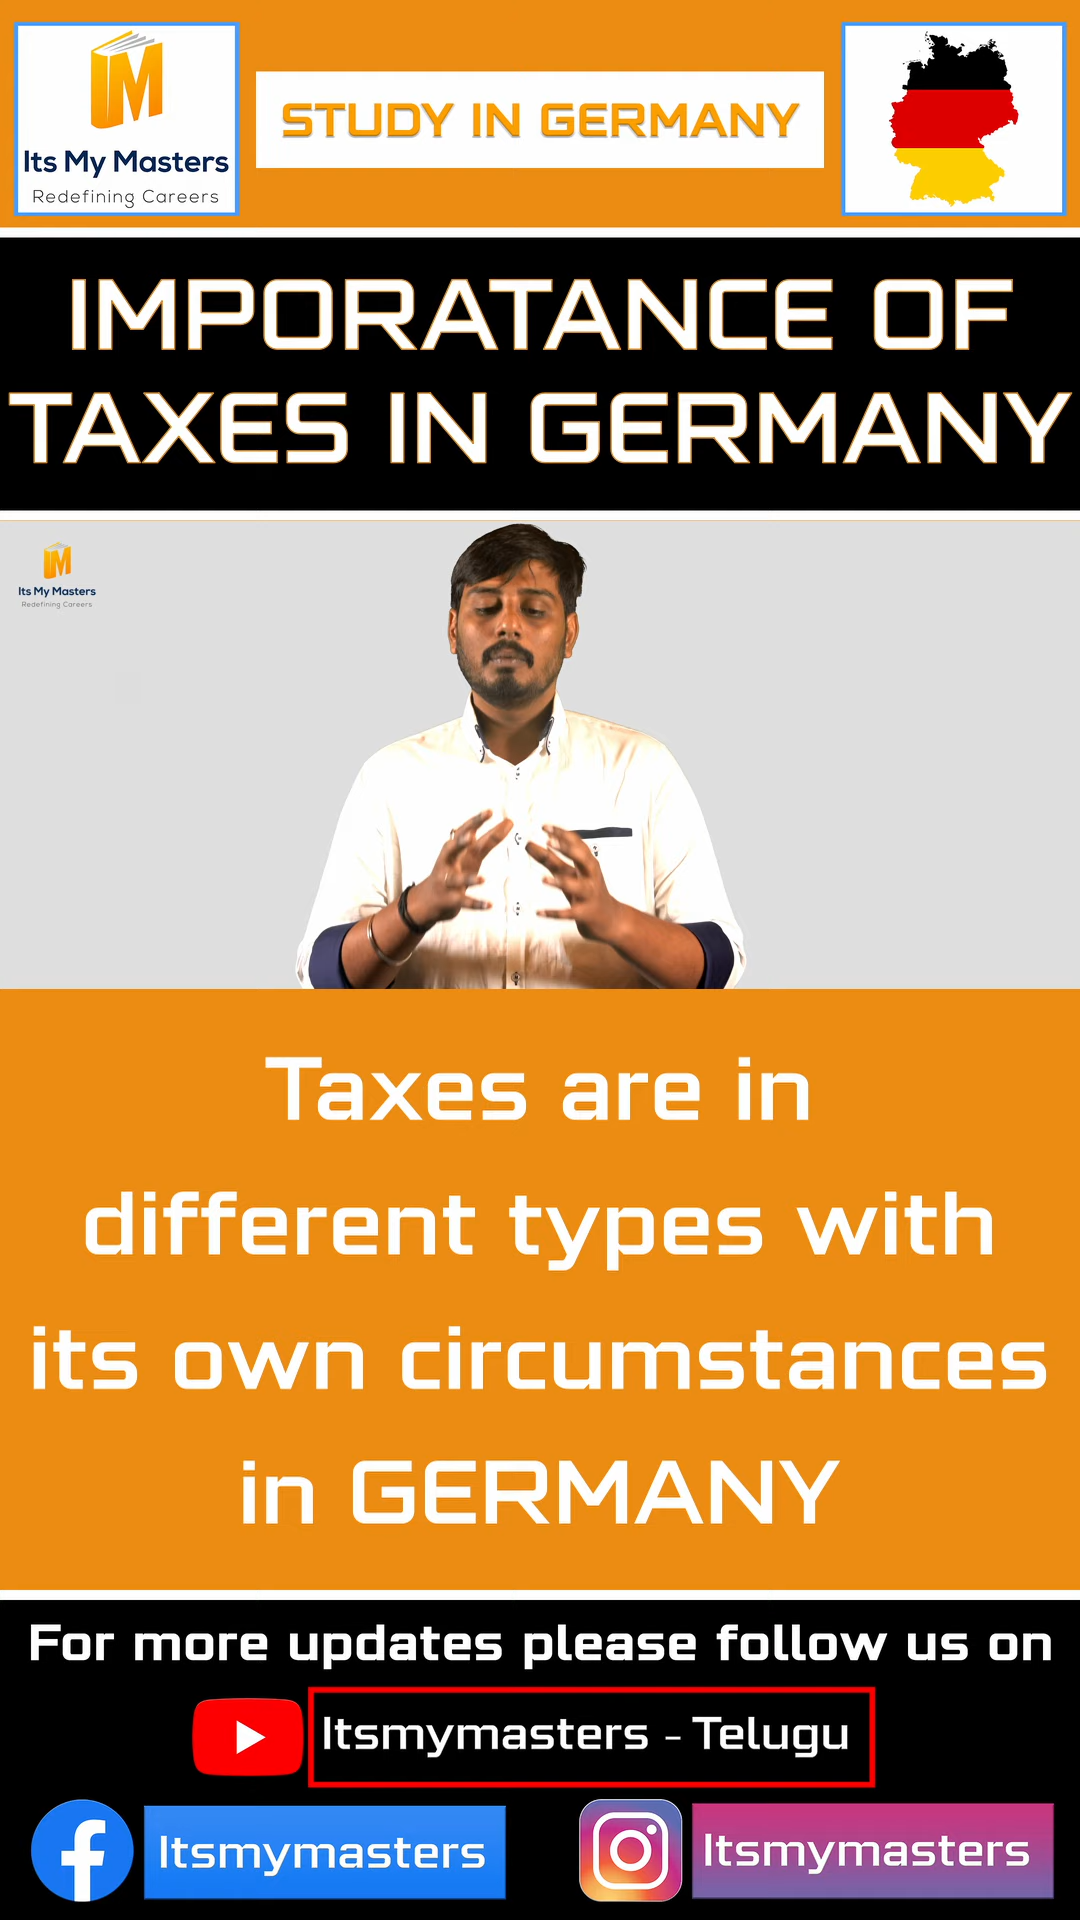 Its My Masters
Redefining Careers
STUDY IN GERMANY
IMPORATANCE OF
TAXES IN GERMANY
Its My Masters
Redefining Careers
Taxes are in
different types with
its own circumstances
in GERMANY
For more updates please follow us on
Itsmymasters - Telugu
Itsmymasters
Itsmymasters